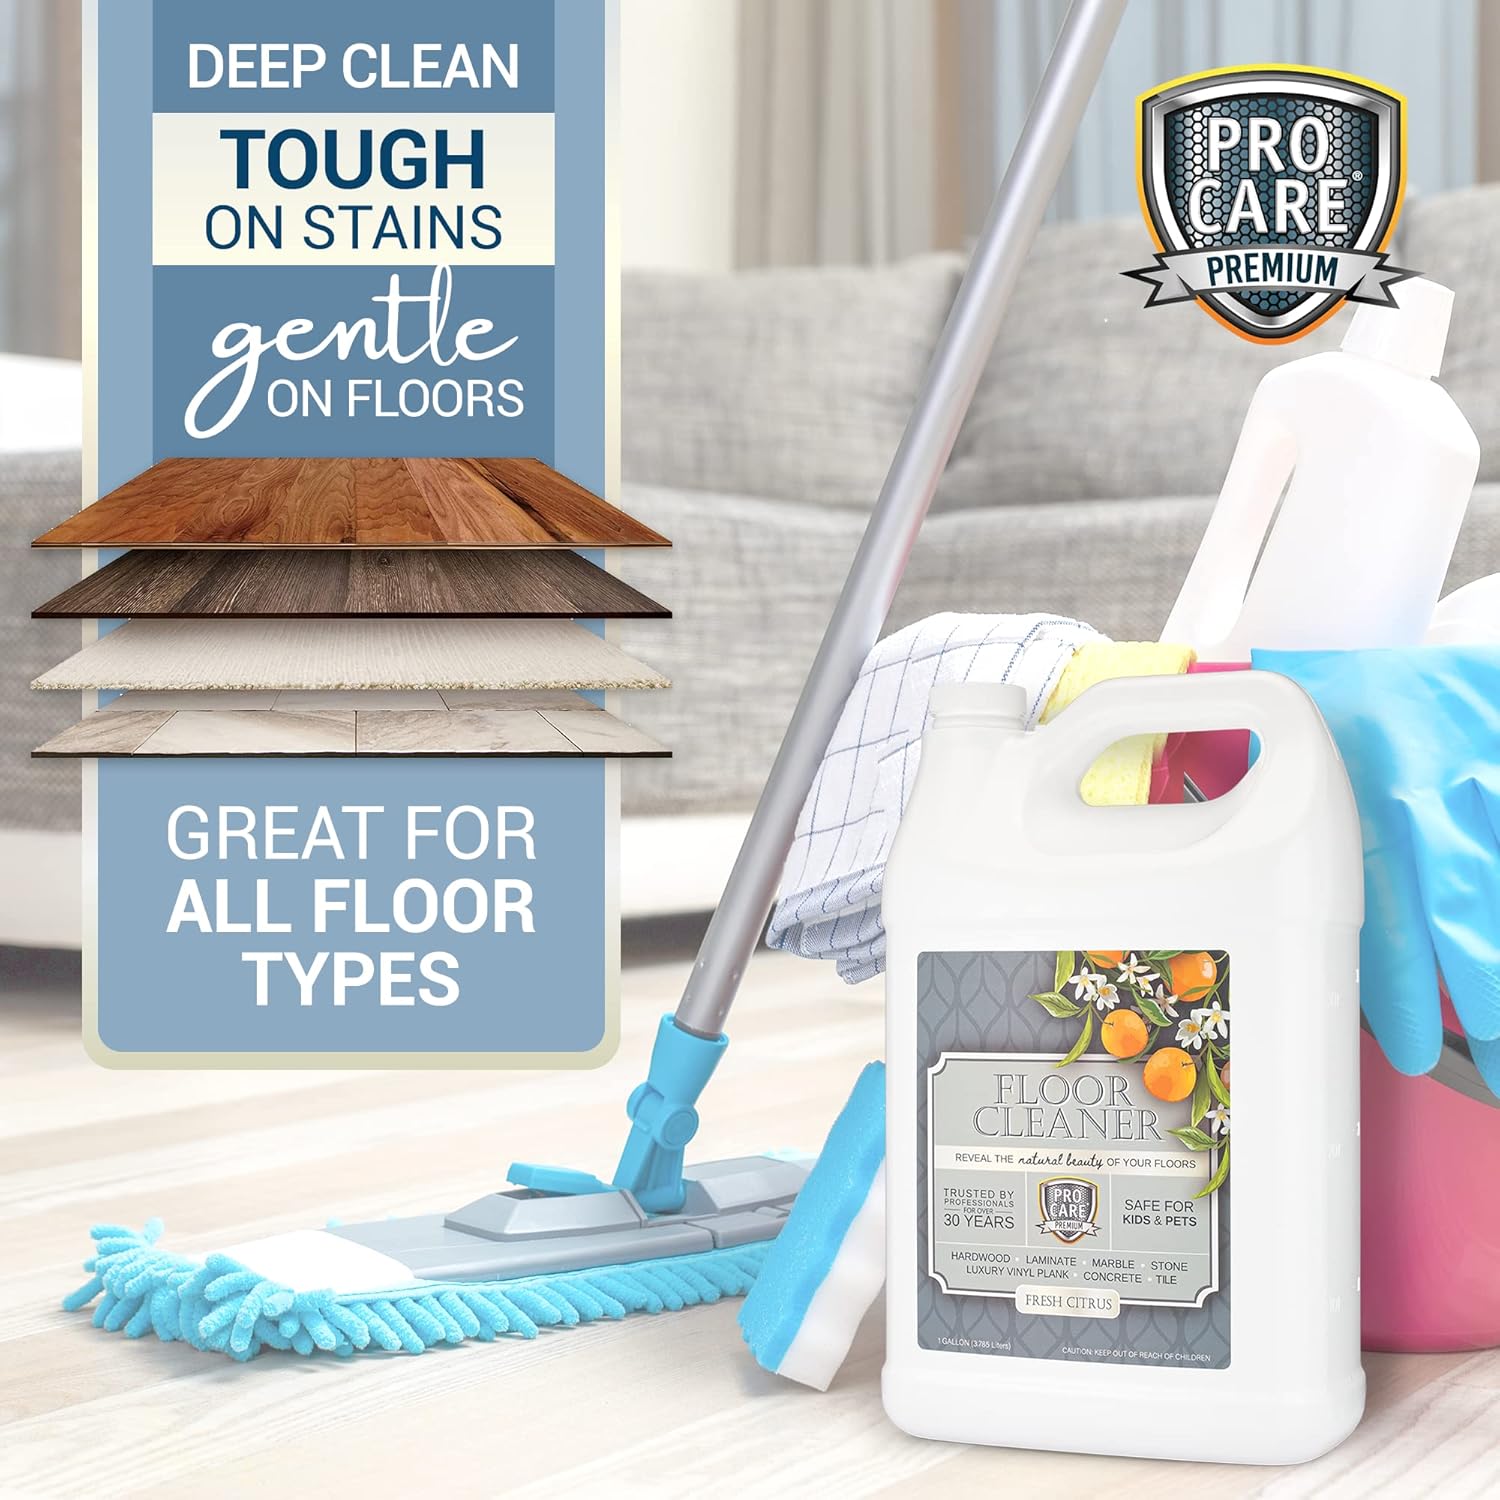 DEEP CLEAN
TOUGH
ON STAINS
gentle
ON FLOORS
GREAT FOR
ALL FLOOR
TYPES
PRO
CARE®
PREMIUM
FLOOR
CLEANER
REVEAL THE natural beauty OF YOUR FLOORS
TRUSTED BY
PROFESSIONALS
FOR OVER
30 YEARS
PRO
CARE
PREMIUM
SAFE FOR
KIDS & PETS
HARDWOOD • LAMINATE • MARBLE • STONE
LUXURY VINYL PLANK • CONCRETE • TILE
FRESH CITRUS
1 GALLON (3.785 Liters)
CAUTION: KEEP OUT OF REACH OF CHILDREN